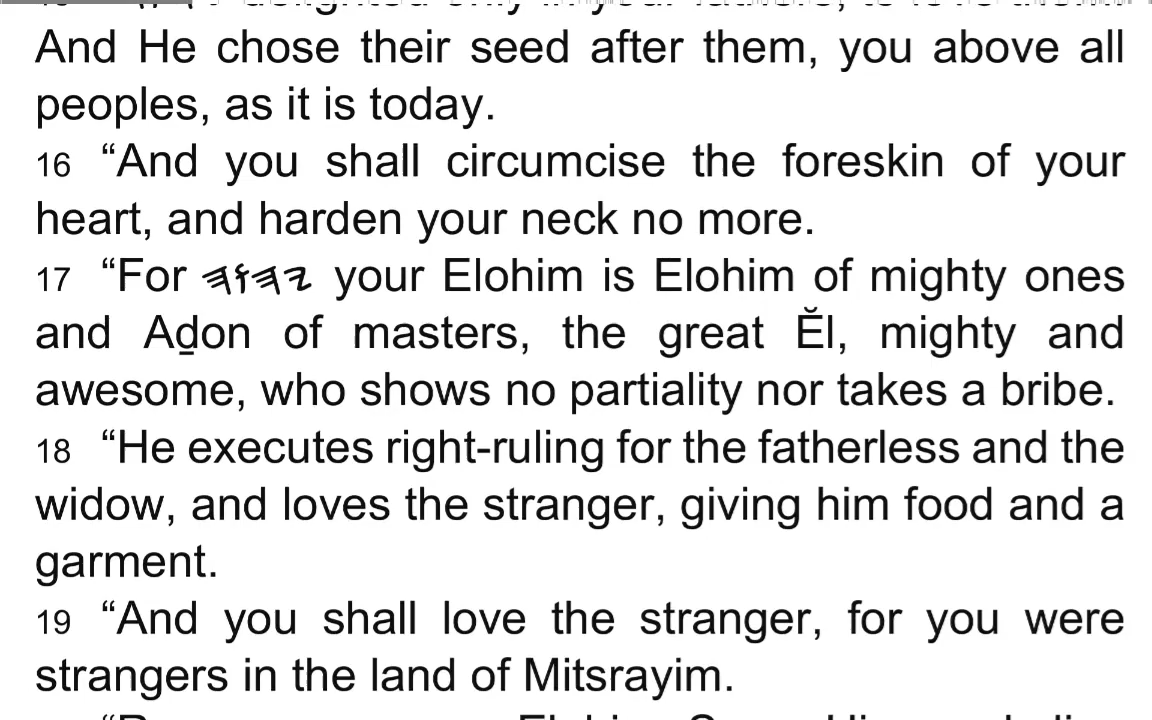 And He chose their seed after them, you above all
peoples, as it is today.
16 “And you shall circumcise the foreskin of your
heart, and harden your neck no more.
17 “For 𐤉𐤄𐤅𐤄 your Elohim is Elohim of mighty ones
and Aḏon of masters, the great Ĕl, mighty and
awesome, who shows no partiality nor takes a bribe.
18 “He executes right-ruling for the fatherless and the
widow, and loves the stranger, giving him food and a
garment.
19 “And you shall love the stranger, for you were
strangers in the land of Mitsrayim.